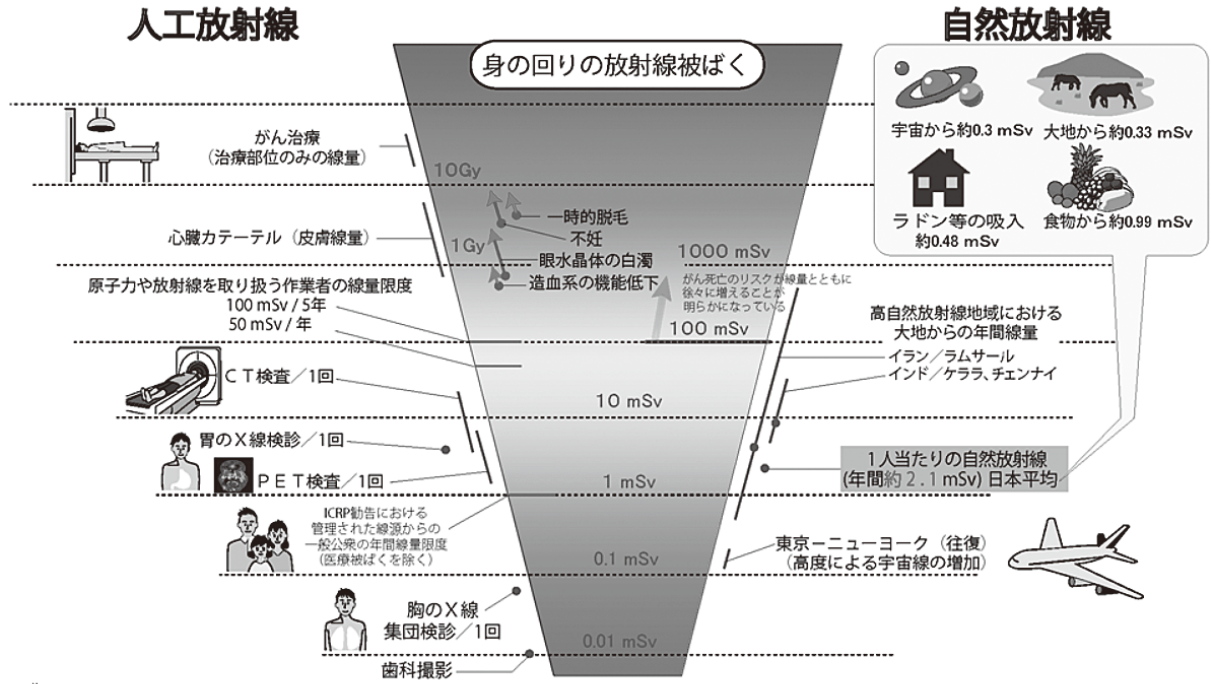 人工放射線
身の回りの放射線被ばく
自然放射線
がん治療
（治療部位のみの線量）
10Gy
心臓カテーテル（皮膚線量）
1Gy
一時的脱毛
不妊
眼水晶体の白濁
造血系の機能低下
1000 mSv
がん死亡のリスクが線量とともに
徐々に増えることが
明らかになっている
100 mSv
原子力や放射線を取り扱う作業者の線量限度
100 mSv / 5年
50 mSv / 年
CT検査／1回
10 mSv
胃のX線検診／1回
PET検査／1回
1 mSv
ICRP勧告における
管理された線源からの
一般公衆の年間線量限度
（医療被ばくを除く）
0.1 mSv
胸のX線
集団検診／1回
0.01 mSv
歯科撮影
宇宙から約0.3 mSv
大地から約0.33 mSv
ラドン等の吸入
約0.48 mSv
食物から約0.99 mSv
高自然放射線地域における
大地からの年間線量
イラン／ラムサール
インド／ケララ、チェンナイ
1人当たりの自然放射線
(年間約2.1mSv) 日本平均
東京ーニューヨーク（往復）
（高度による宇宙線の増加）